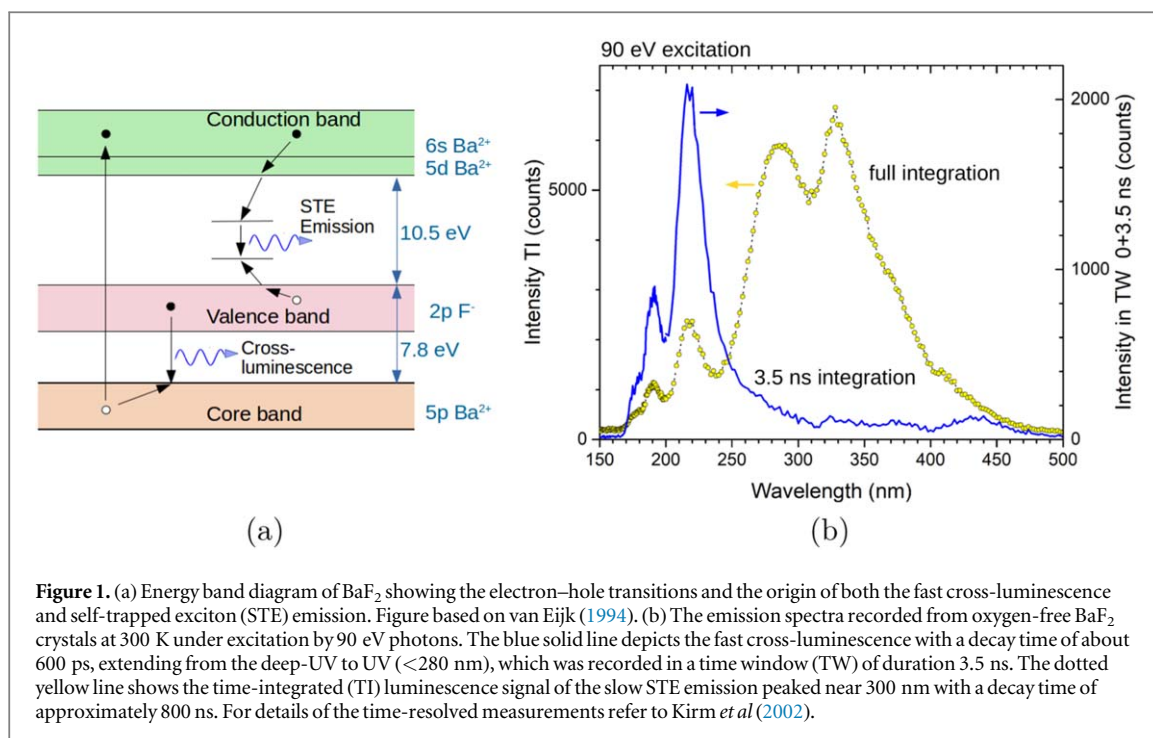 Conduction band
6s Ba²⁺
5d Ba²⁺
STE
Emission
10.5 eV
2p F⁻
Valence band
7.8 eV
Cross-
luminescence
Core band
5p Ba²⁺
(a)
90 eV excitation
Intensity TI (counts)
5000
0
full integration
3.5 ns integration
2000
1000
0
Intensity in TW 0+3.5 ns (counts)
150 200 250 300 350 400 450 500
Wavelength (nm)
(b)
Figure 1. (a) Energy band diagram of BaF₂ showing the electron–hole transitions and the origin of both the fast cross-luminescence
and self-trapped exciton (STE) emission. Figure based on van Eijk (1994). (b) The emission spectra recorded from oxygen-free BaF₂
crystals at 300 K under excitation by 90 eV photons. The blue solid line depicts the fast cross-luminescence with a decay time of about
600 ps, extending from the deep-UV to UV (<280 nm), which was recorded in a time window (TW) of duration 3.5 ns. The dotted
yellow line shows the time-integrated (TI) luminescence signal of the slow STE emission peaked near 300 nm with a decay time of
approximately 800 ns. For details of the time-resolved measurements refer to Kirm et al (2002).